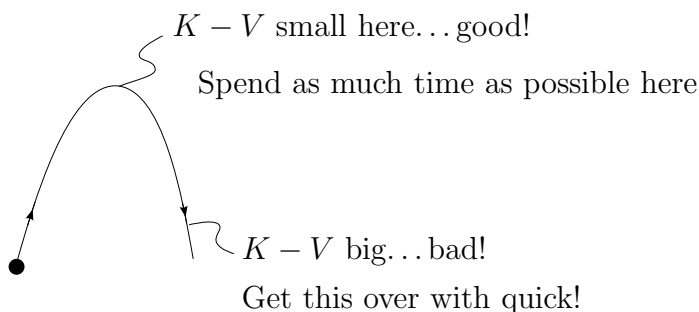 K − V small here...good!
Spend as much time as possible here
K − V big...bad!
Get this over with quick!